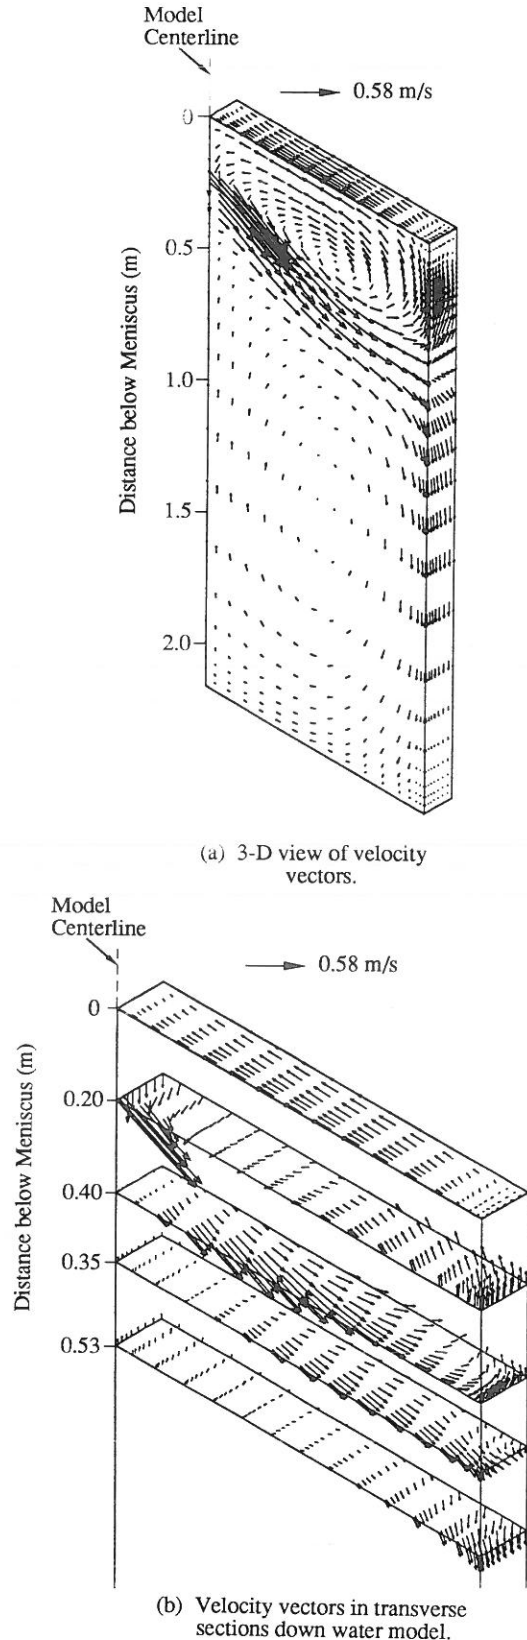 Model
Centerline
0.58 m/s
0
0.5
1.0
1.5
2.0
Distance below Meniscus (m)
(a) 3-D view of velocity
vectors.
Model
Centerline
0.58 m/s
0
0.20
0.40
0.35
0.53
Distance below Meniscus (m)
(b) Velocity vectors in transverse
sections down water model.